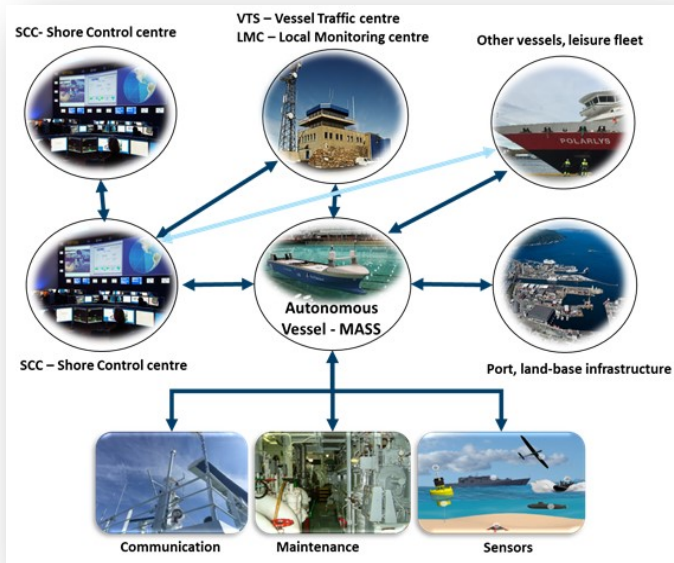 SCC- Shore Control centre
VTS – Vessel Traffic centre
LMC – Local Monitoring centre
Other vessels, leisure fleet
POLARLYS
Autonomous
Vessel - MASS
SCC – Shore Control centre
Port, land-base infrastructure
Communication
Maintenance
Sensors